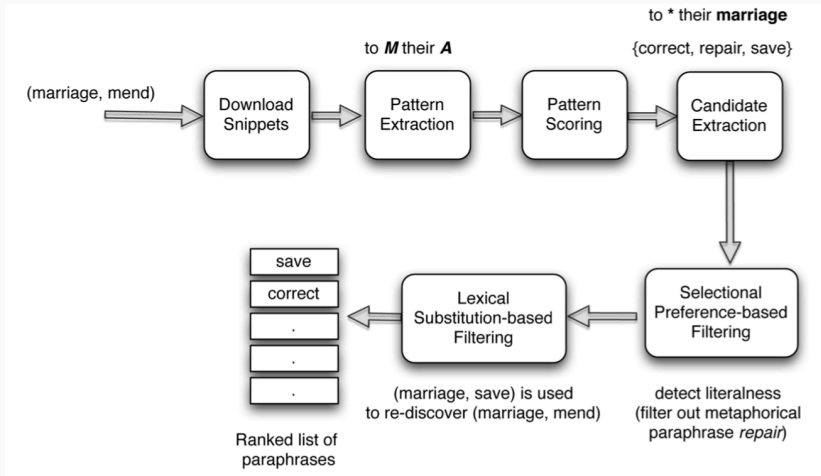 to * their marriage
to M their A
{correct, repair, save}
(marriage, mend)
Download
Snippets
Pattern
Extraction
Pattern
Scoring
Candidate
Extraction
Selectional
Preference-based
Filtering
detect literalness
(filter out metaphorical
paraphrase repair)
Lexical
Substitution-based
Filtering
(marriage, save) is used
to re-discover (marriage, mend)
save
correct
.
.
.
Ranked list of
paraphrases